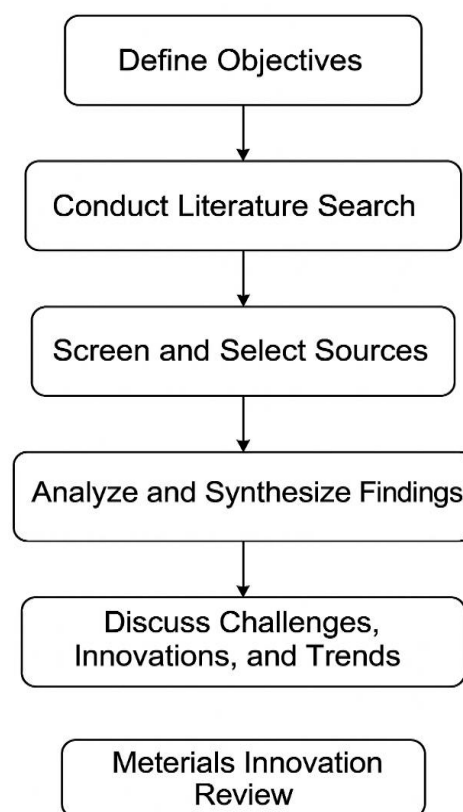 Define Objectives
Conduct Literature Search
Screen and Select Sources
Analyze and Synthesize Findings
Discuss Challenges,
Innovations, and Trends
Meterials Innovation
Review